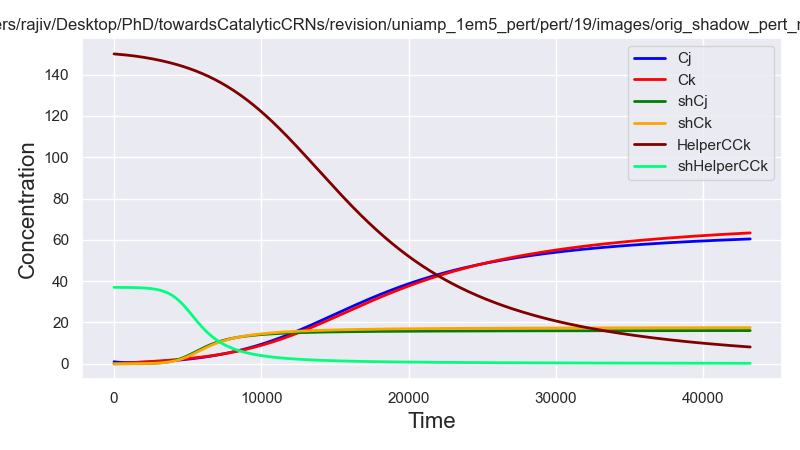 ers/rajiv/Desktop/PhD/towardsCatalyticCRNs/revision/uniamp_1em5_pert/pert/19/images/orig_shadow_pert_
Concentration
140
120
100
80
60
40
20
0
Cj
Ck
shCj
shCk
HelperCCk
shHelperCCk
0 10000 20000 30000 40000
Time